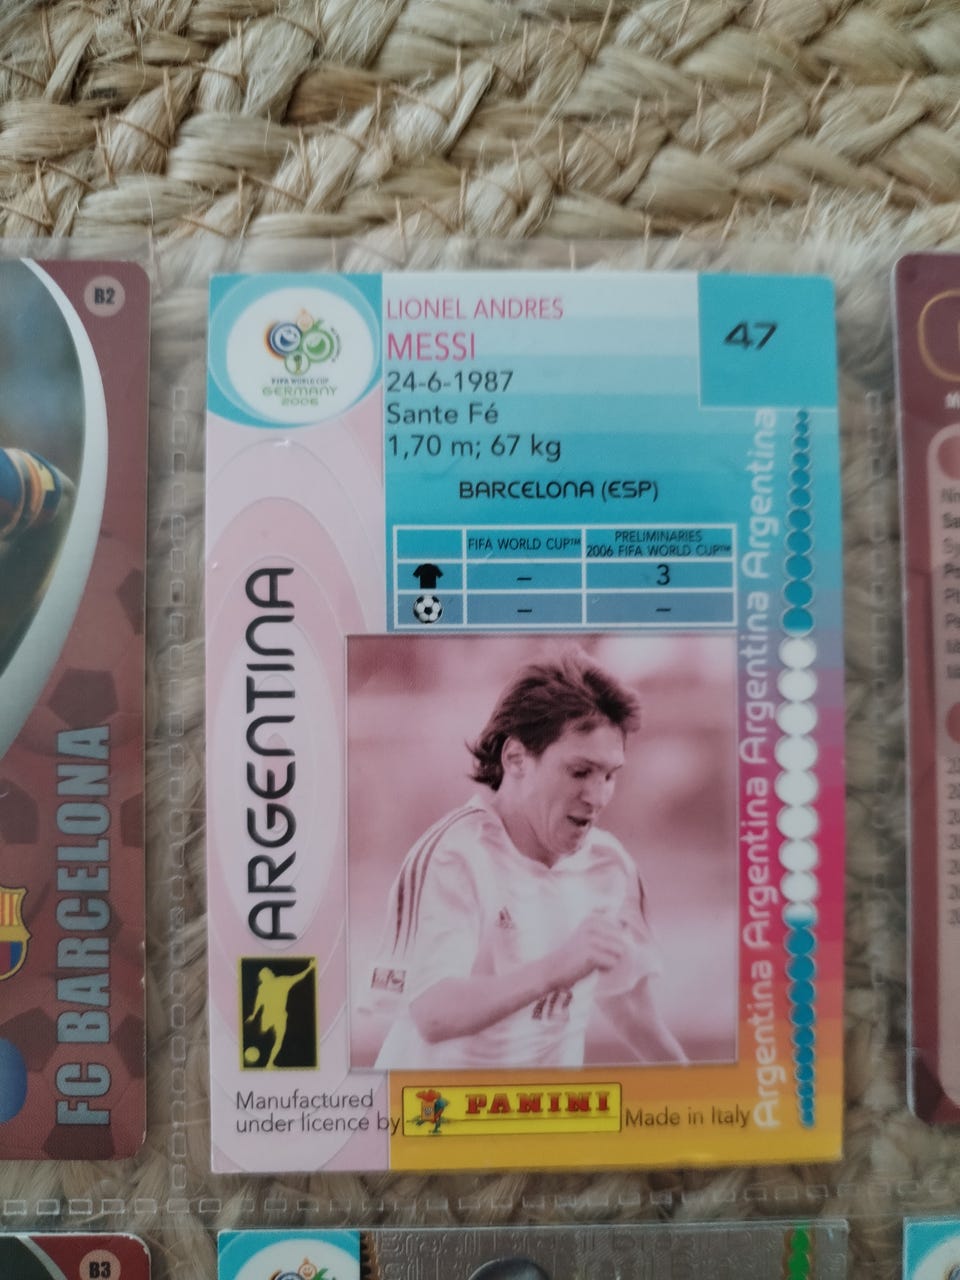 B2
FC BARCELONA
FIFA WORLD CUP
GERMANY
2006
LIONEL ANDRES
MESSI
24-6-1987
Sante Fé
1,70 m; 67 kg
47
BARCELONA (ESP)
FIFA WORLD CUP™
PRELIMINARIES
2006 FIFA WORLD CUP™
– 3
– –
ARGENTINA
Argentina Argentina Argentina Argentina
10
Manufactured
under licence by
PANINI
Made in Italy
B3